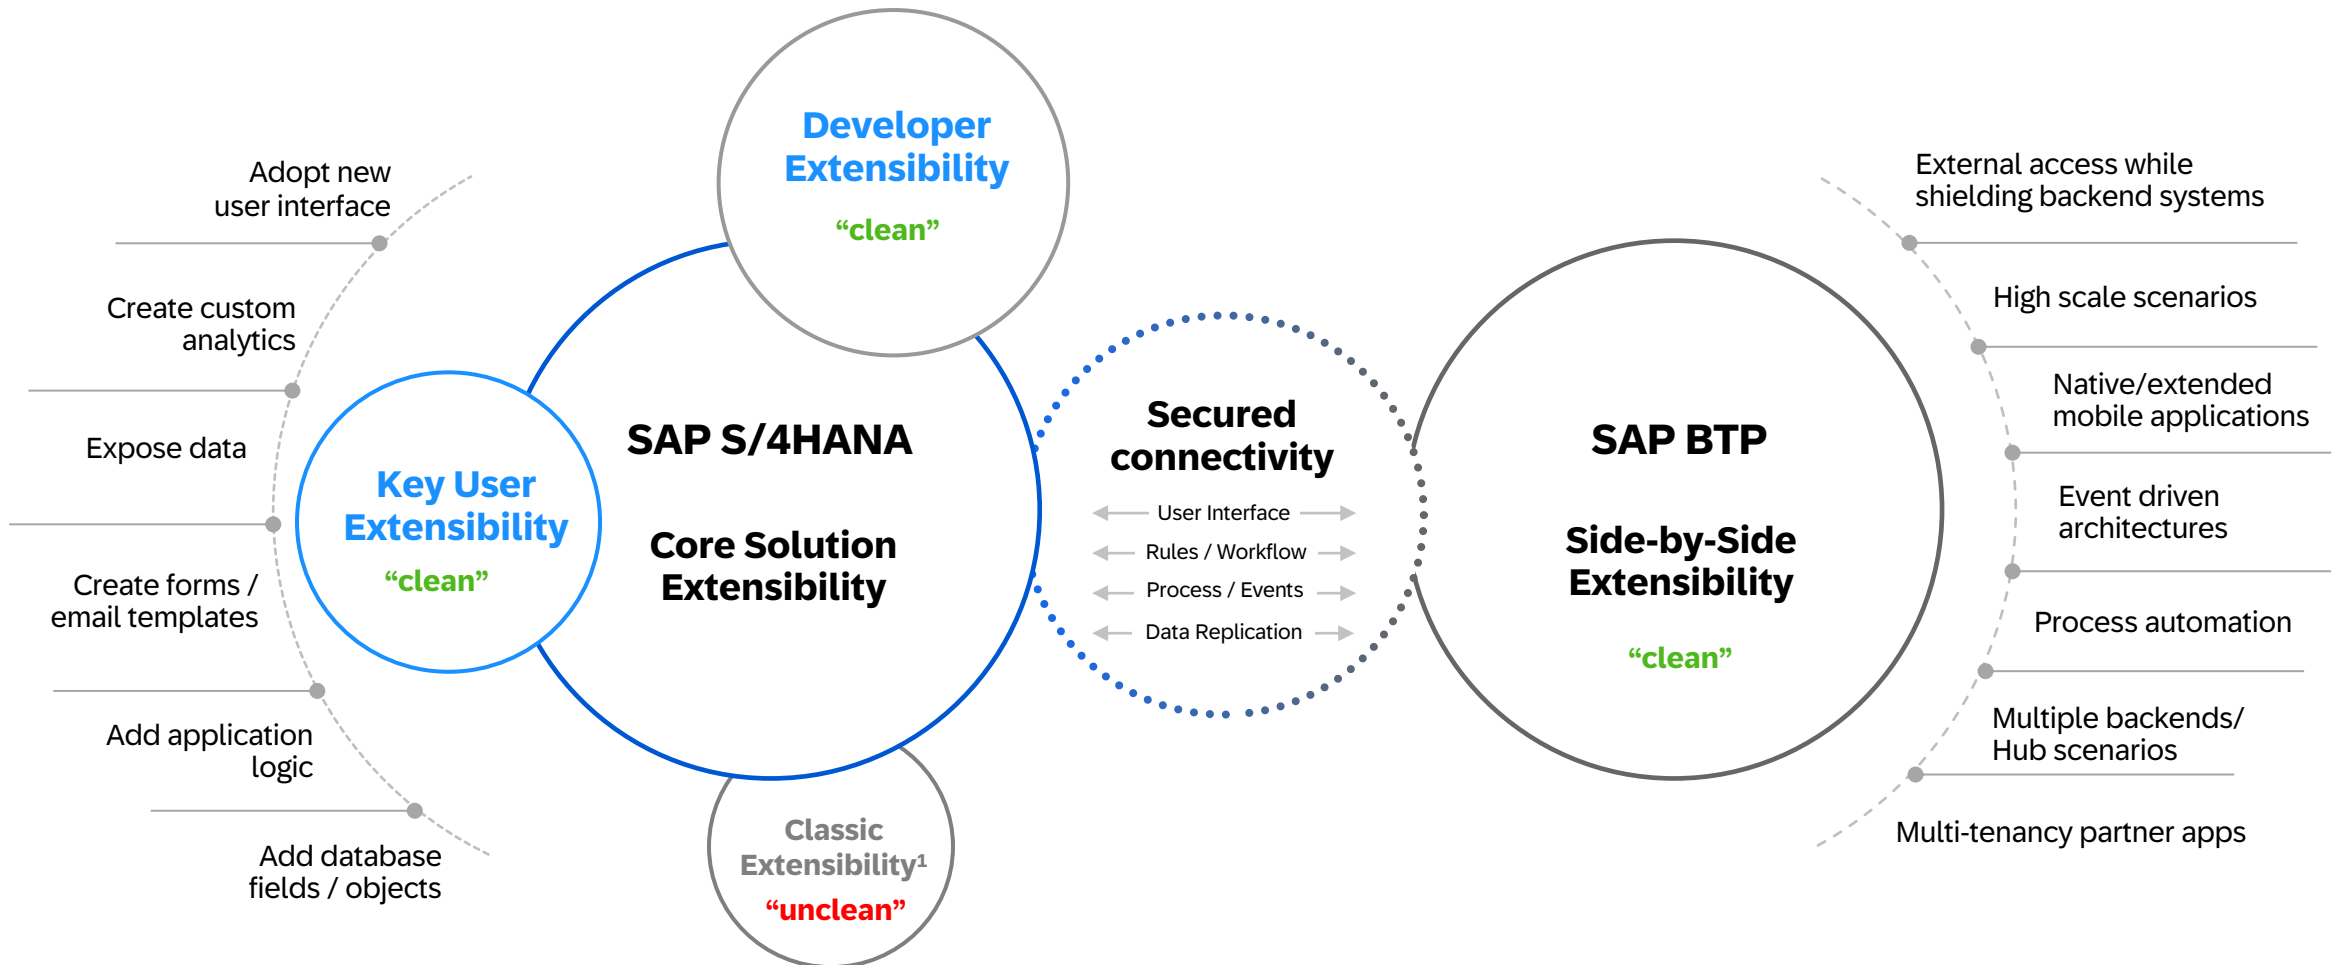 Developer
Extensibility
“clean”
Adopt new
user interface
Create custom
analytics
Expose data
Create forms /
email templates
Add application
logic
Add database
fields / objects
Key User
Extensibility
“clean”
SAP S/4HANA
Core Solution
Extensibility
Classic
Extensibility¹
“unclean”
Secured
connectivity
User Interface
Rules / Workflow
Process / Events
Data Replication
SAP BTP
Side-by-Side
Extensibility
“clean”
External access while
shielding backend systems
High scale scenarios
Native/extended
mobile applications
Event driven
architectures
Process automation
Multiple backends/
Hub scenarios
Multi-tenancy partner apps